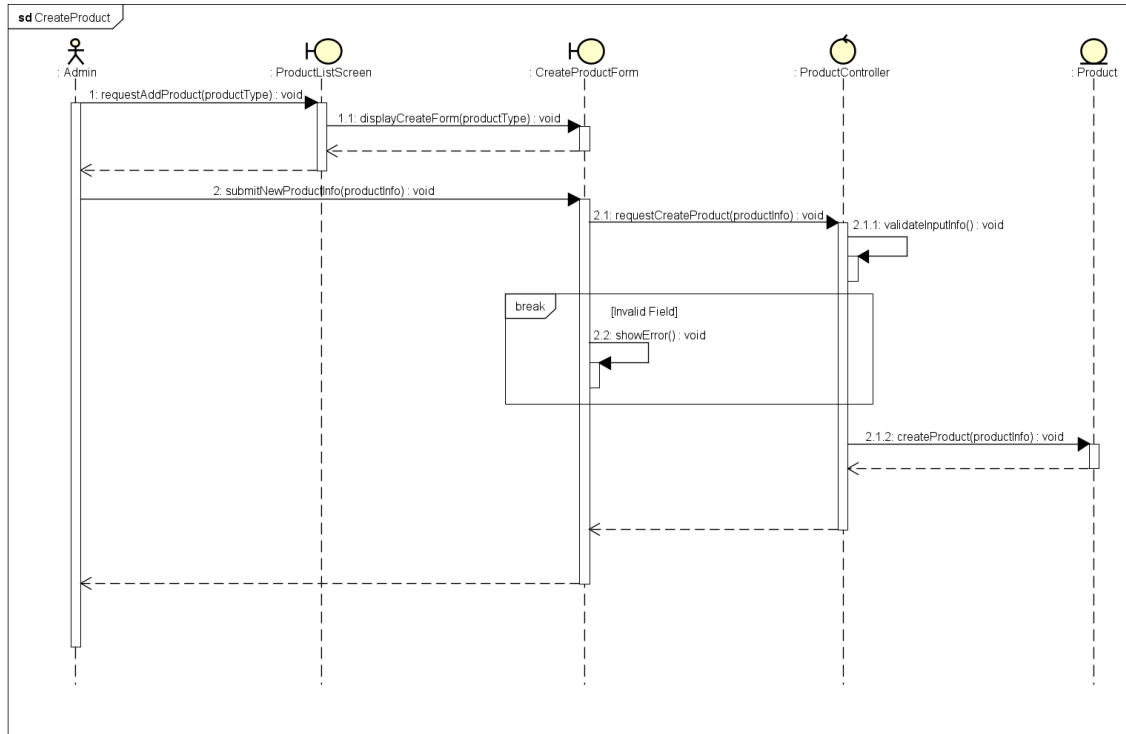 sd CreateProduct
: Admin
: ProductListScreen
: CreateProductForm
: ProductController
: Product
1: requestAddProduct(productType) : void
1.1: displayCreateForm(productType) : void
2: submitNewProductInfo(productInfo) : void
2.1: requestCreateProduct(productInfo) : void
2.1.1: validateInputInfo() : void
break
[Invalid Field]
2.2: showError() : void
2.1.2: createProduct(productInfo) : void